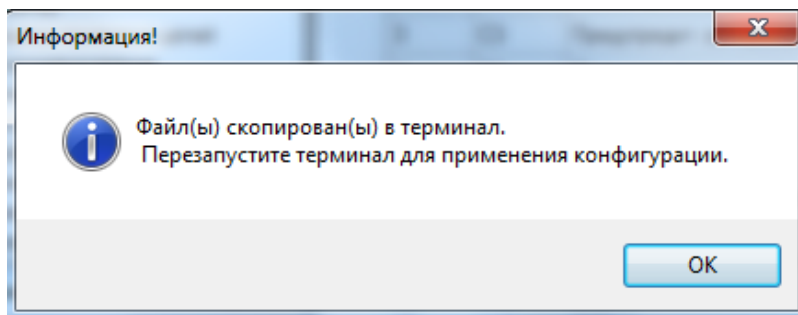 Информация!
Файл(ы) скопирован(ы) в терминал.
Перезапустите терминал для применения конфигурации.
OK